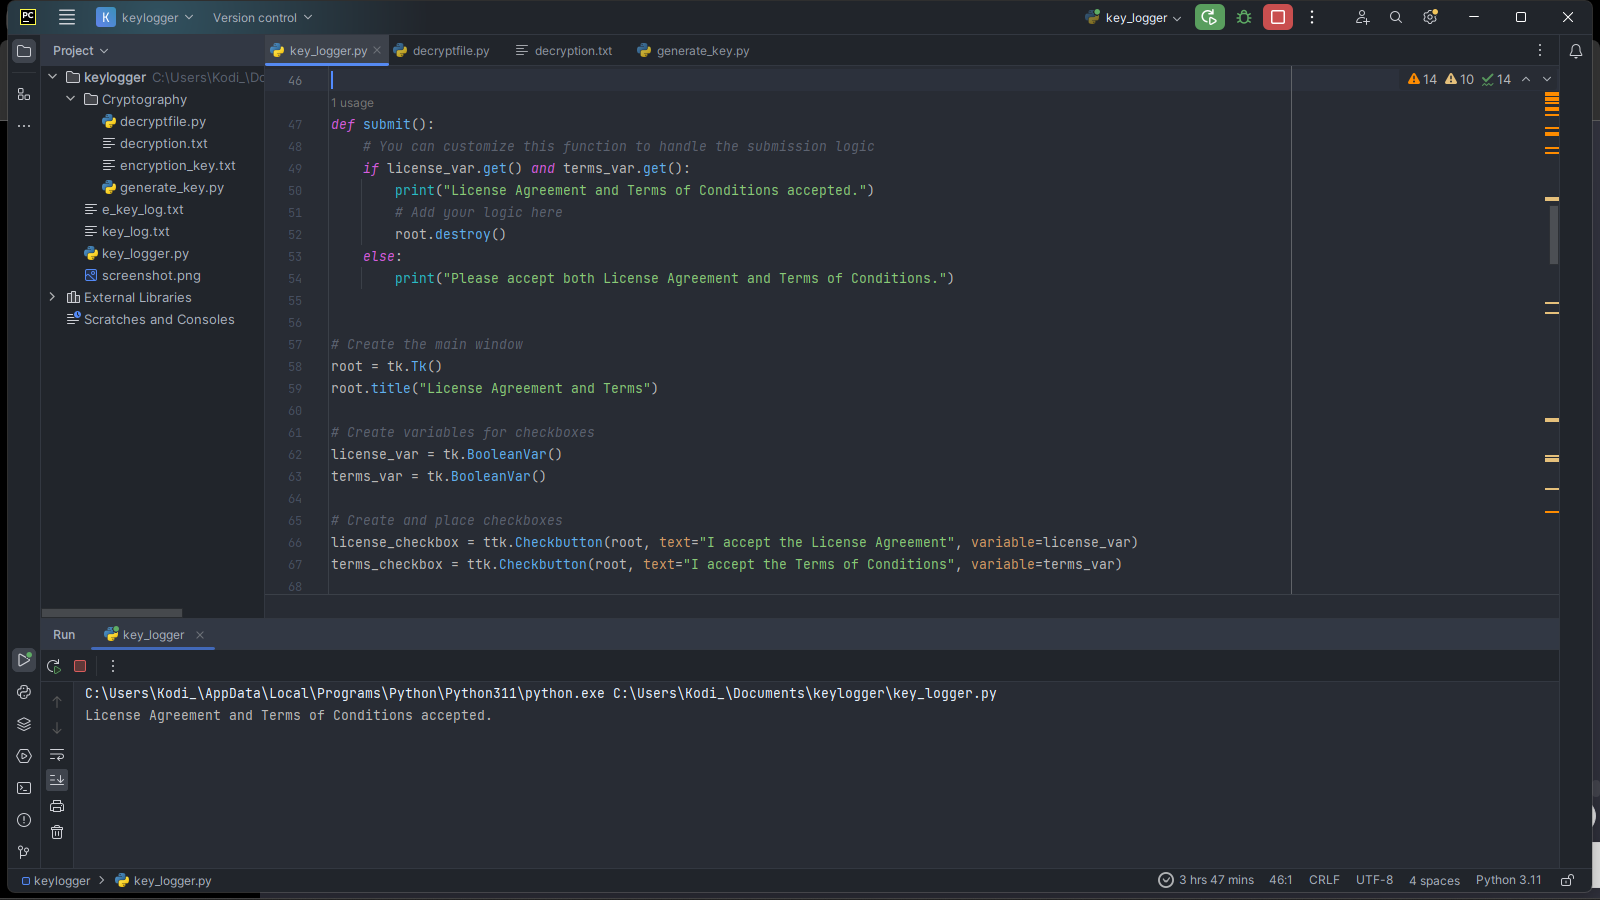 PC
K keylogger Version control key_logger
Project key_logger.py decryptfile.py decryption.txt generate_key.py
keylogger C:\Users\Kodi_\Do
Cryptography
decryptfile.py
decryption.txt
encryption_key.txt
generate_key.py
e_key_log.txt
key_log.txt
key_logger.py
screenshot.png
External Libraries
Scratches and Consoles
46 14 10 14
1 usage
47 def submit():
48 # You can customize this function to handle the submission logic
49 if license_var.get() and terms_var.get():
50 print("License Agreement and Terms of Conditions accepted.")
51 # Add your logic here
52 root.destroy()
53 else:
54 print("Please accept both License Agreement and Terms of Conditions.")
55
56
57 # Create the main window
58 root = tk.Tk()
59 root.title("License Agreement and Terms")
60
61 # Create variables for checkboxes
62 license_var = tk.BooleanVar()
63 terms_var = tk.BooleanVar()
64
65 # Create and place checkboxes
66 license_checkbox = ttk.Checkbutton(root, text="I accept the License Agreement", variable=license_var)
67 terms_checkbox = ttk.Checkbutton(root, text="I accept the Terms of Conditions", variable=terms_var)
68
Run key_logger
C:\Users\Kodi_\AppData\Local\Programs\Python\Python311\python.exe C:\Users\Kodi_\Documents\keylogger\key_logger.py
License Agreement and Terms of Conditions accepted.
keylogger key_logger.py 3 hrs 47 mins 46:1 CRLF UTF-8 4 spaces Python 3.11